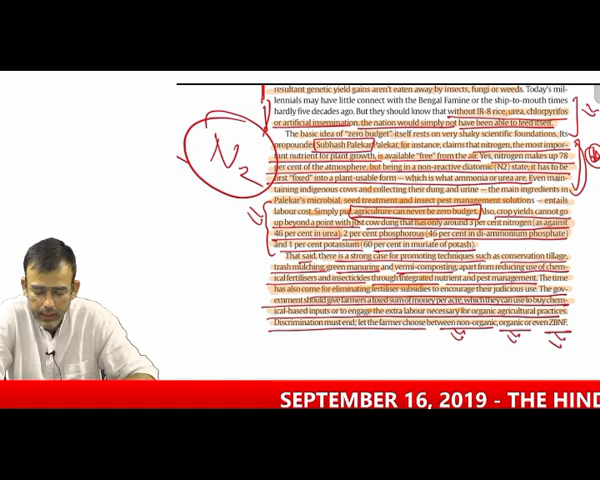 resultant genetic yield gains aren't eaten away by insects, fungi or weeds. Today's mil-
lennials may have little connect with the Bengal Famine or the ship-to-mouth times
hardly five decades ago. But they should know that without IR-8 rice, urea, chlorpyrifos
or artificial insemination, the nation would simply not have been able to feed itself.
The basic idea of "zero budget" itself rests on very shaky scientific foundations. Its
propounder, Subhash Palekar, for instance, claims that nitrogen, the most impor-
tant nutrient for plant growth, is available "free" from the air. Yes, nitrogen makes up 78
per cent of the atmosphere, but being in a non-reactive diatomic (N2) state, it has to be
first "fixed" into a plant-usable form – which is what ammonia or urea are. Even main-
taining indigenous cows and collecting their dung and urine – the main ingredients in
Palekar's microbial, seed treatment and insect pest management solutions – entails
labour cost. Simply put, agriculture can never be zero budget. Also, crop yields cannot go
up beyond a point with just cow dung that has only around 3 per cent nitrogen (as against
46 per cent in urea), 2 per cent phosphorous (46 per cent in di-ammonium phosphate)
and 1 per cent potassium (60 per cent in muriate of potash).
That said, there is a strong case for promoting techniques such as conservation tillage,
trash mulching, green manuring and vermi-composting, apart from reducing use of chem-
ical fertilisers and insecticides through integrated nutrient and pest management. The time
has also come for eliminating fertiliser subsidies to encourage their judicious use. The gov-
ernment should give farmers a fixed sum of money per acre, which they can use to buy chem-
ical-based inputs or to engage the extra labour necessary for organic agricultural practices.
Discrimination must end; let the farmer choose between non-organic, organic or even ZBNF.
N2
SEPTEMBER 16, 2019 - THE HIND